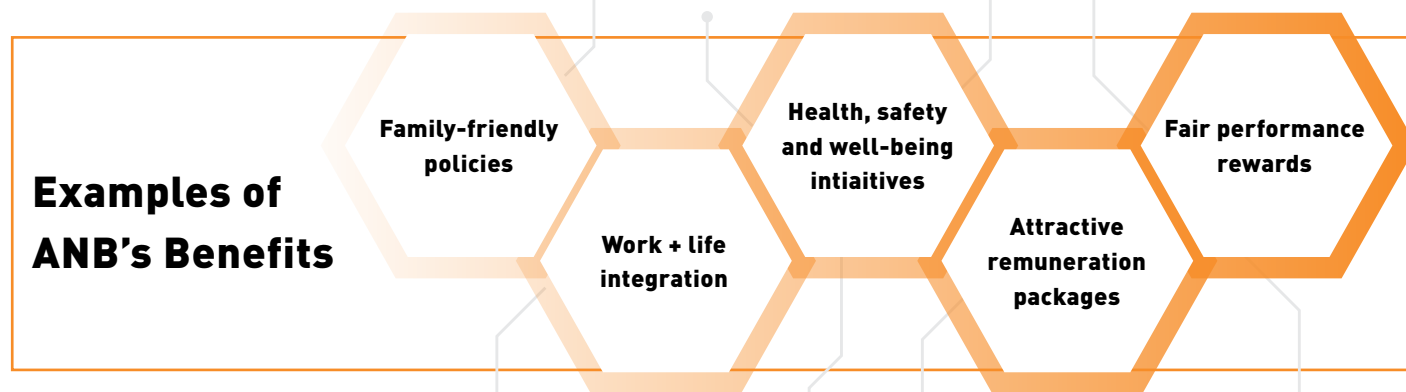 Examples of
ANB's Benefits
Family-friendly
policies
Work + life
integration
Health, safety
and well-being
intiaitives
Attractive
remuneration
packages
Fair performance
rewards